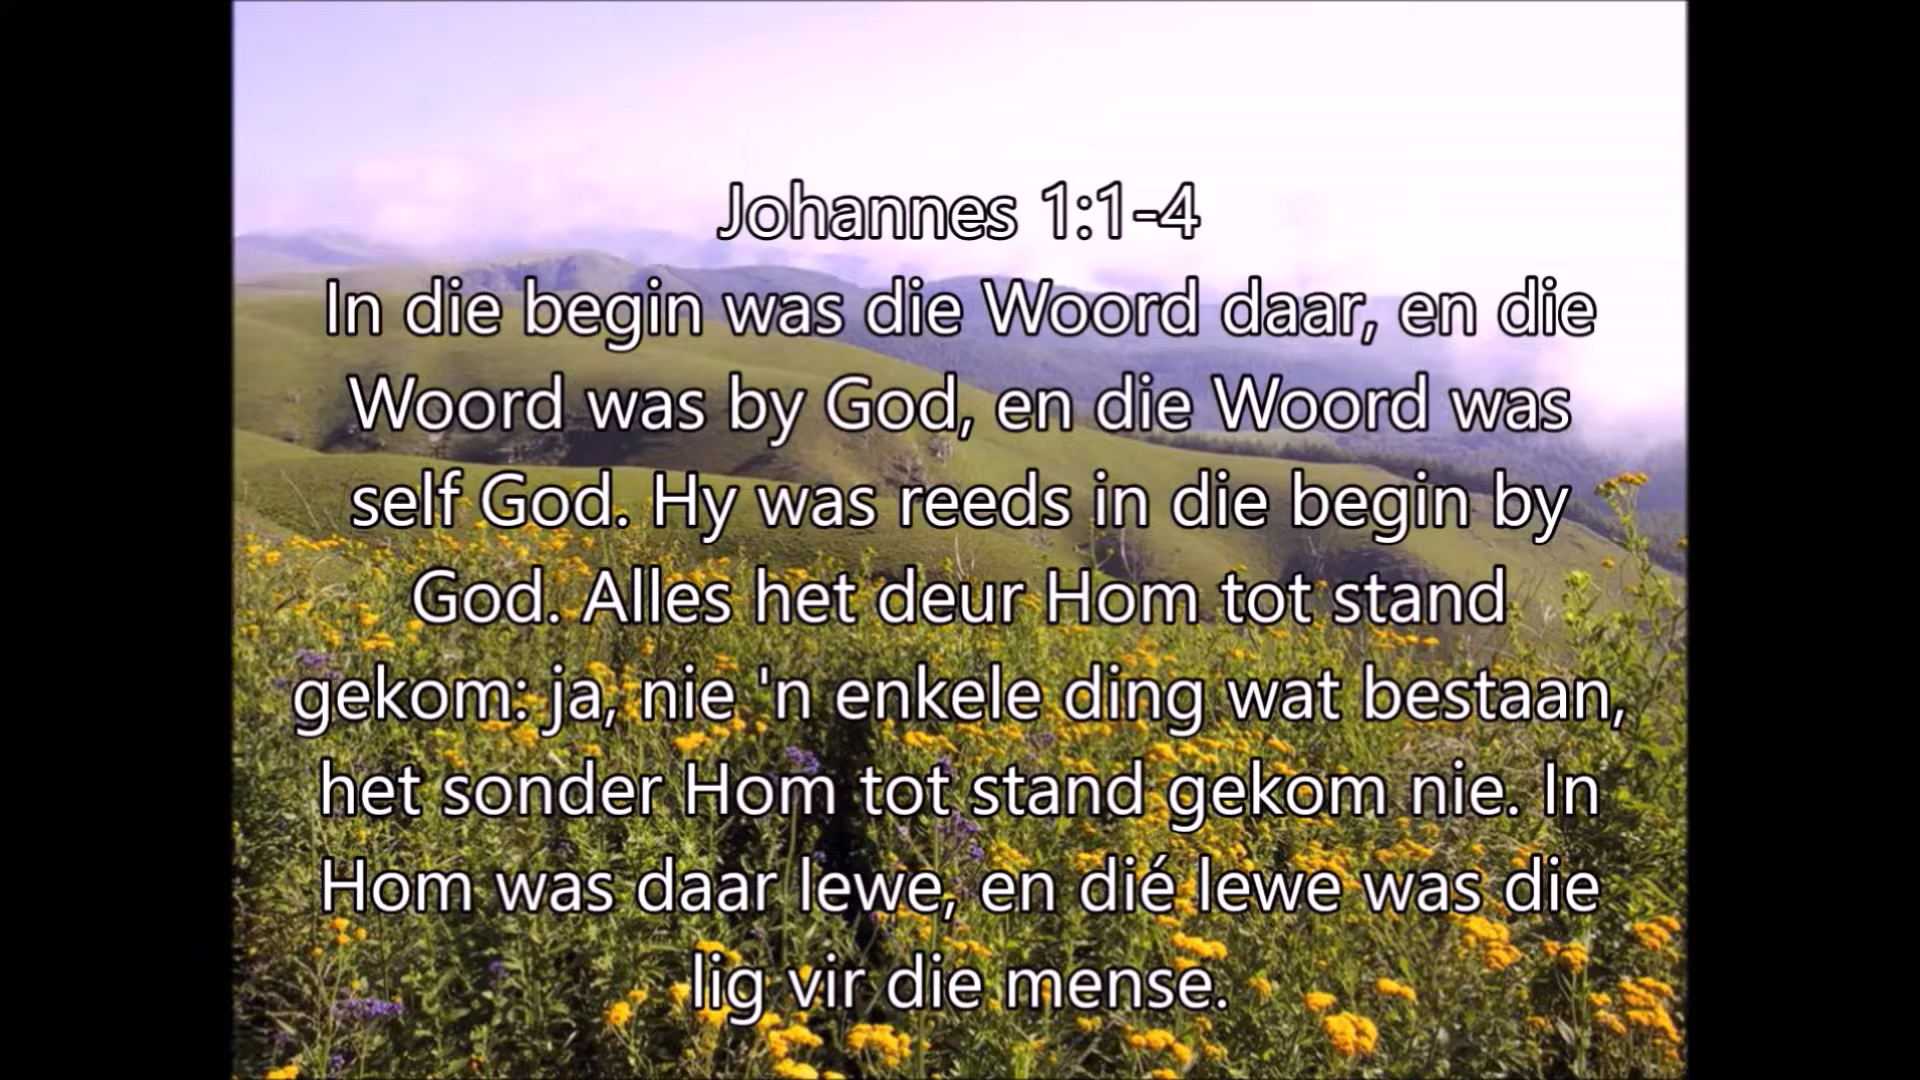 Johannes 1:1-4
In die begin was die Woord daar, en die
Woord was by God, en die Woord was
self God. Hy was reeds in die begin by
God. Alles het deur Hom tot stand
gekom: ja, nie 'n enkele ding wat bestaan,
het sonder Hom tot stand gekom nie. In
Hom was daar lewe, en dié lewe was die
lig vir die mense.